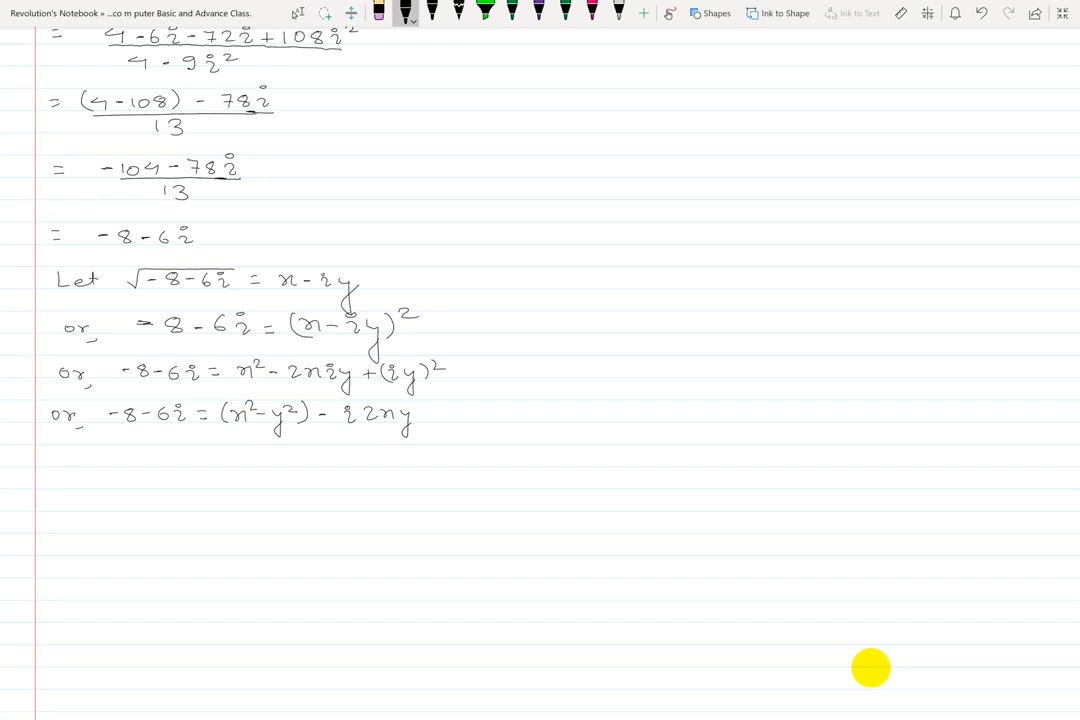 Revolution's Notebook » ...co m puter Basic and Advance Class.
Shapes
Ink to Shape
Ink to Text
= 4 - 6i - 72i + 108i²
4 - 9i²
= (4 - 108) - 78i
13
= -104 - 78i
13
= -8 - 6i
Let √-8-6i = x - iy
or, -8 - 6i = (x - iy)²
or, -8 - 6i = x² - 2xiy + (iy)²
or, -8 - 6i = (x² - y²) - i2xy